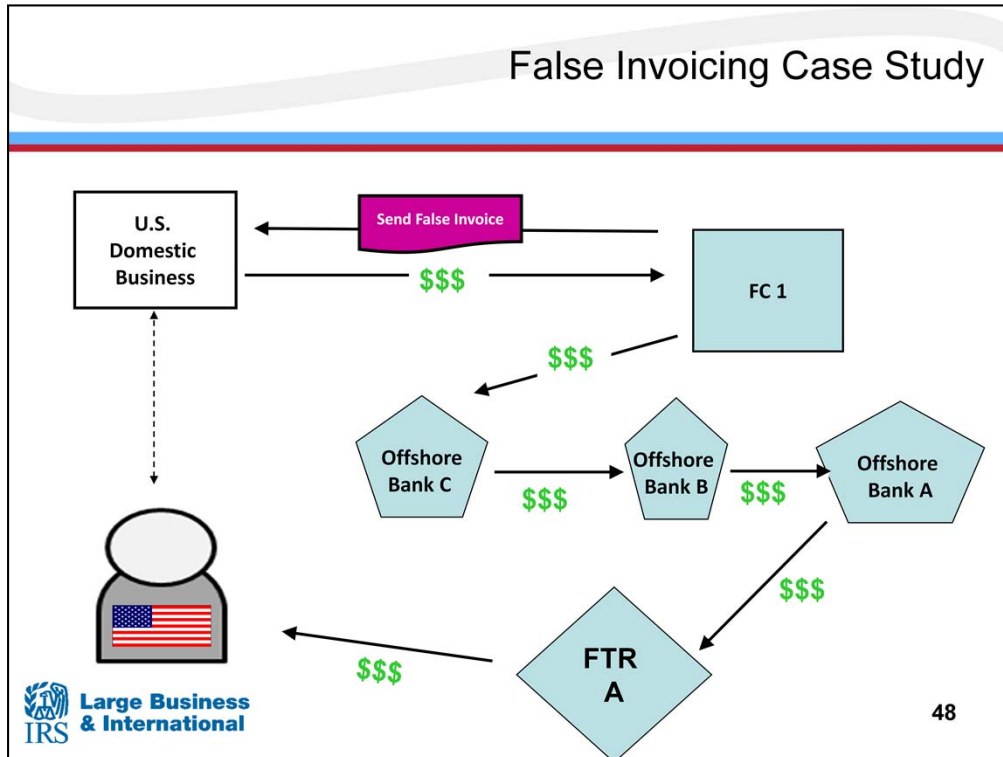 False Invoicing Case Study
U.S.
Domestic
Business
Send False Invoice
$$$
FC 1
$$$
Offshore
Bank C
$$$
Offshore
Bank B
$$$
Offshore
Bank A
$$$
FTR
A
$$$
IRS
Large Business
& International
48